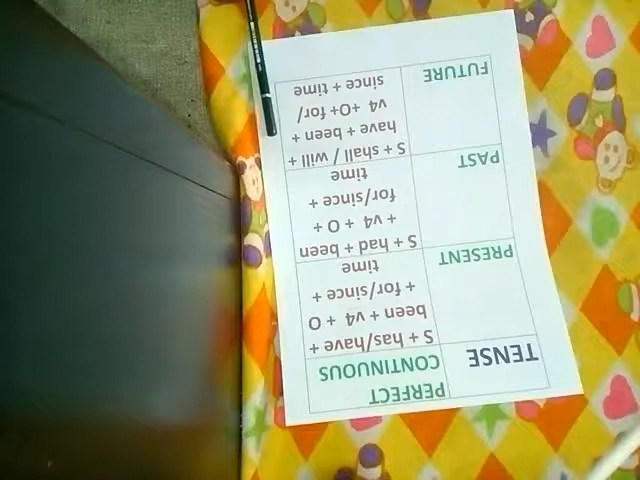 TENSE
PERFECT
CONTINUOUS
PRESENT
S + has/have +
been + v4 + O
+ for/since +
time
PAST
S + had + been
+ v4 + O +
for/since +
time
FUTURE
S + shall / will +
have + been +
v4 +O+ for/
since + time